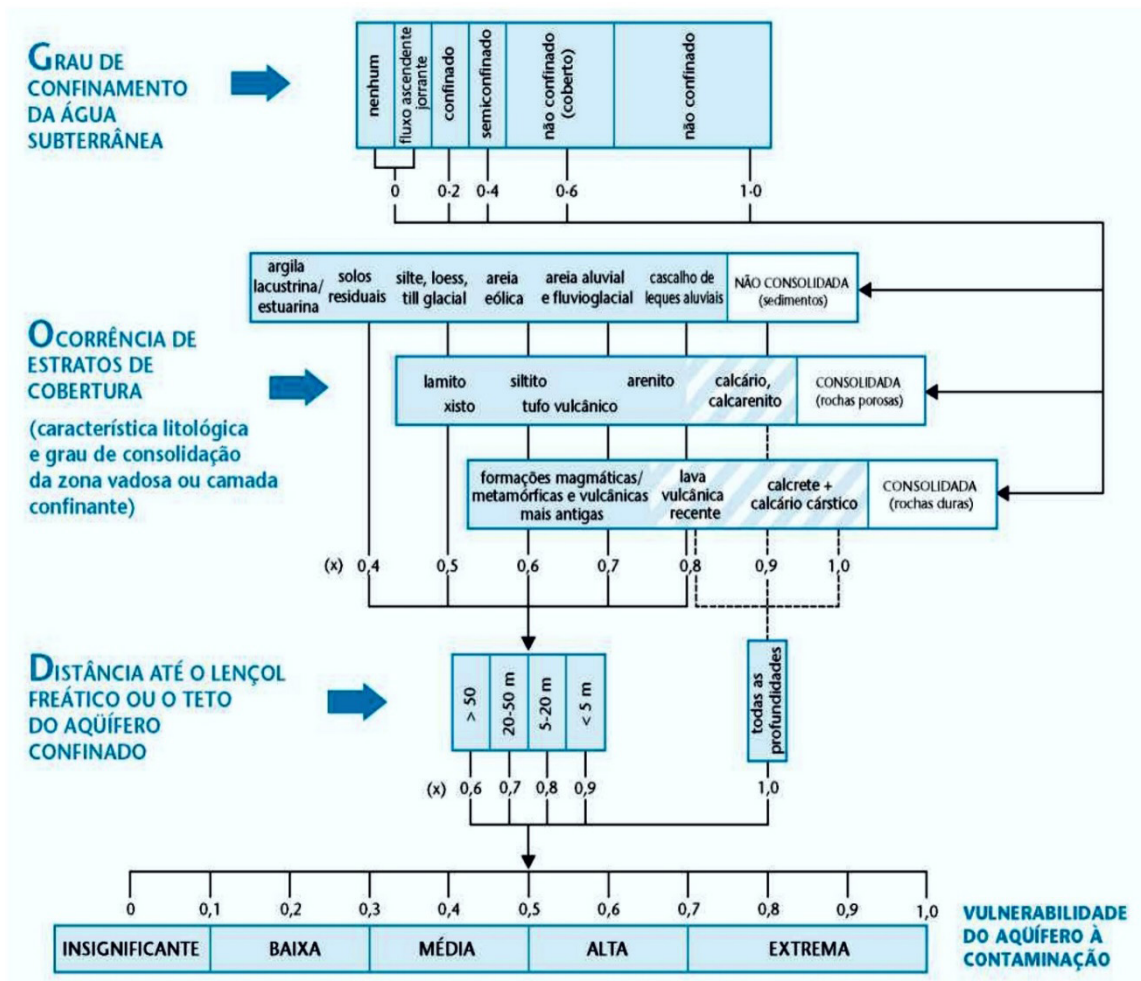 GRAU DE
CONFINAMENTO
DA ÁGUA
SUBTERRÂNEA
nenhum
fluxo ascendente
jorrante
confinado
semiconfinado
não confinado
(coberto)
não confinado
0 0·2 0·4 0·6 1·0
argila
lacustrina/
estuarina
solos
residuais
silte, loess,
till glacial
areia
eólica
areia aluvial
e fluvioglacial
cascalho de
leques aluviais
NÃO CONSOLIDADA
(sedimentos)
OCORRÊNCIA DE
ESTRATOS DE
COBERTURA
(característica litológica
e grau de consolidação
da zona vadosa ou camada
confinante)
lamito
xisto
siltito
tufo vulcânico
arenito
calcário,
calcarenito
CONSOLIDADA
(rochas porosas)
formações magmáticas/
metamórficas e vulcânicas
mais antigas
lava
vulcânica
recente
calcrete +
calcário cárstico
CONSOLIDADA
(rochas duras)
(x) 0,4 0,5 0,6 0,7 0,8 0,9 1,0
DISTÂNCIA ATÉ O LENÇOL
FREÁTICO OU O TETO
DO AQÜÍFERO
CONFINADO
> 50
20-50 m
5-20 m
< 5 m
todas as
profundidades
(x) 0,6 0,7 0,8 0,9 1,0
0 0,1 0,2 0,3 0,4 0,5 0,6 0,7 0,8 0,9 1,0
INSIGNIFICANTE BAIXA MÉDIA ALTA EXTREMA
VULNERABILIDADE
DO AQÜÍFERO À
CONTAMINAÇÃO